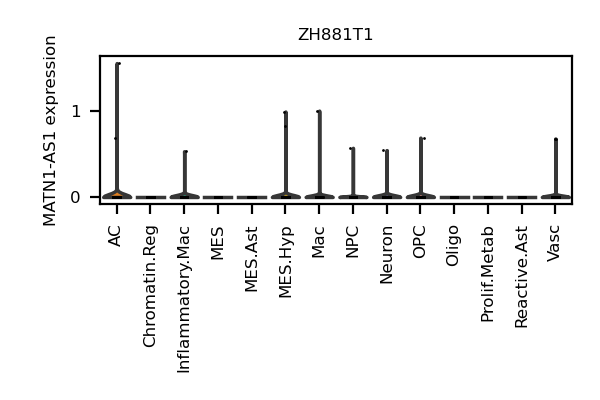 ZH881T1
MATN1-AS1 expression
1
0
AC
Chromatin.Reg
Inflammatory.Mac
MES
MES.Ast
MES.Hyp
Mac
NPC
Neuron
OPC
Oligo
Prolif.Metab
Reactive.Ast
Vasc